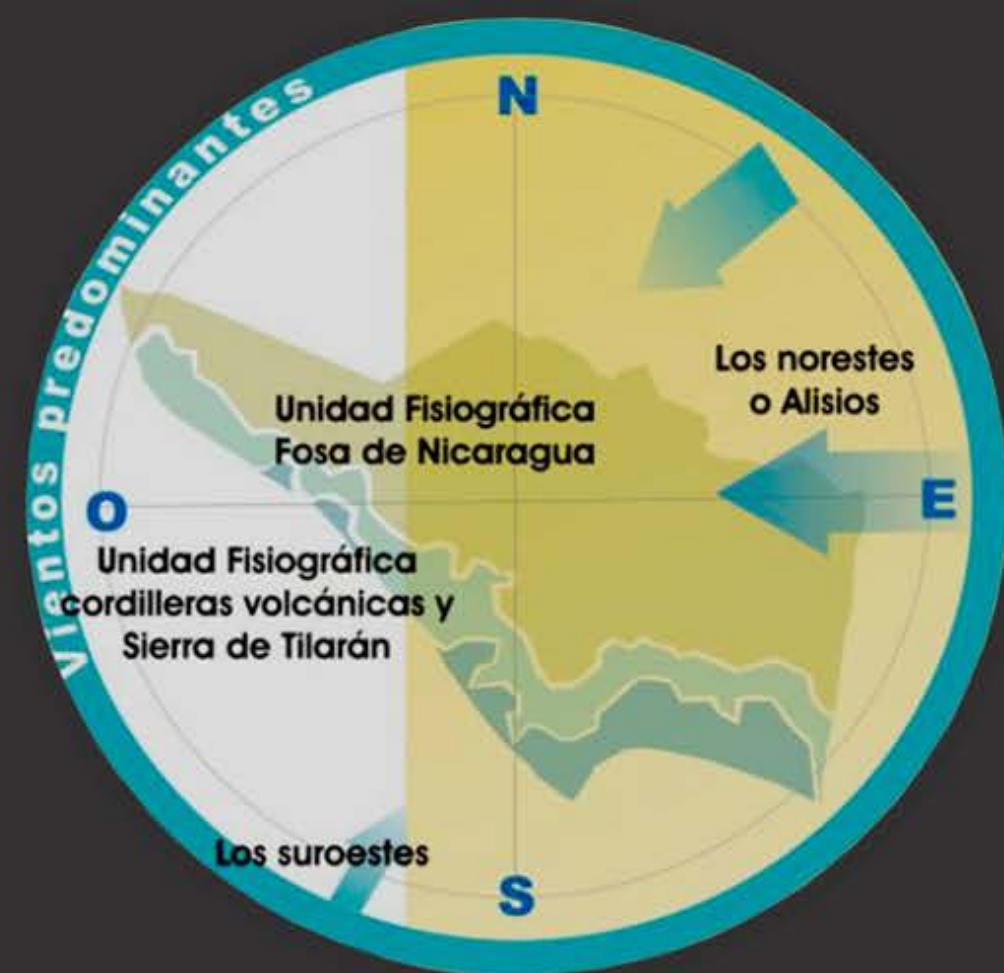 Vientos predominantes
N
Los norestes
o Alisios
Unidad Fisiográfica
Fosa de Nicaragua
O
E
Unidad Fisiográfica
cordilleras volcánicas y
Sierra de Tilarán
Los suroestes
S